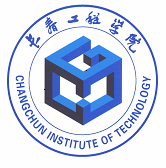 长春工程学院
CHANGCHUN INSTITUTE OF TECHNOLOGY